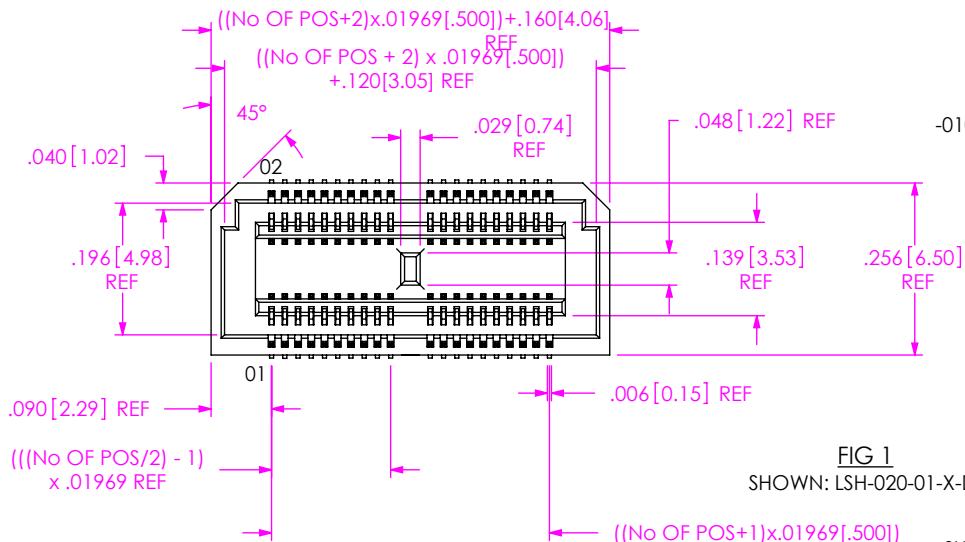 ((No OF POS+2)x.01969[.500])+.160[4.06]
REF
((No OF POS + 2) x .01969[.500])
+.120[3.05] REF
45°
.029[0.74]
REF
.048[1.22] REF
.040[1.02]
02
.196[4.98]
REF
.139[3.53]
REF
.256[6.50]
REF
01
.090[2.29] REF
.006[0.15] REF
(((No OF POS/2) - 1)
x .01969 REF
FIG 1
SHOWN: LSH-020-01-X-
((No OF POS+1)x.01969[.500])